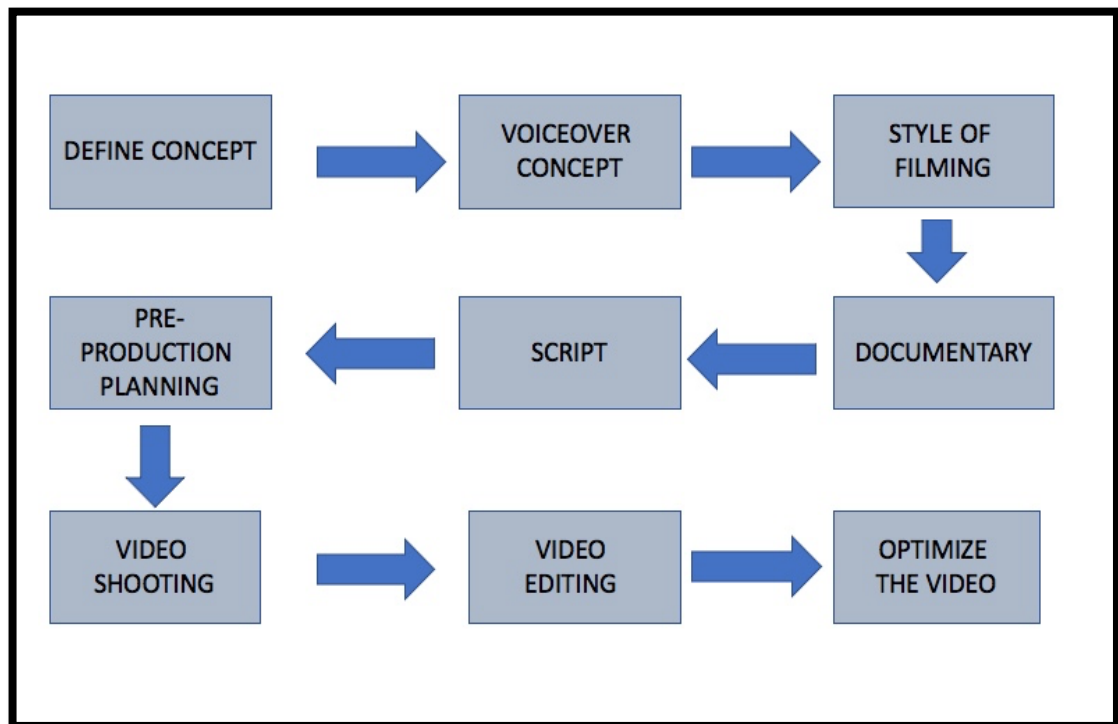 DEFINE CONCEPT
VOICEOVER
CONCEPT
STYLE OF
FILMING
DOCUMENTARY
SCRIPT
PRE-
PRODUCTION
PLANNING
VIDEO
SHOOTING
VIDEO
EDITING
OPTIMIZE
THE VIDEO